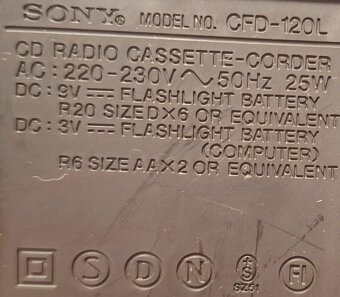 SONY® MODEL NO. CFD-120L
CD RADIO CASSETTE-CORDER
AC: 220-230V ~ 50Hz 25W
DC: 9V ⎓ FLASHLIGHT BATTERY
R20 SIZE D×6 OR EQUIVALENT
DC: 3V ⎓ FLASHLIGHT BATTERY
(COMPUTER)
R6 SIZE AA×2 OR EQUIVALENT
S D N +S FI